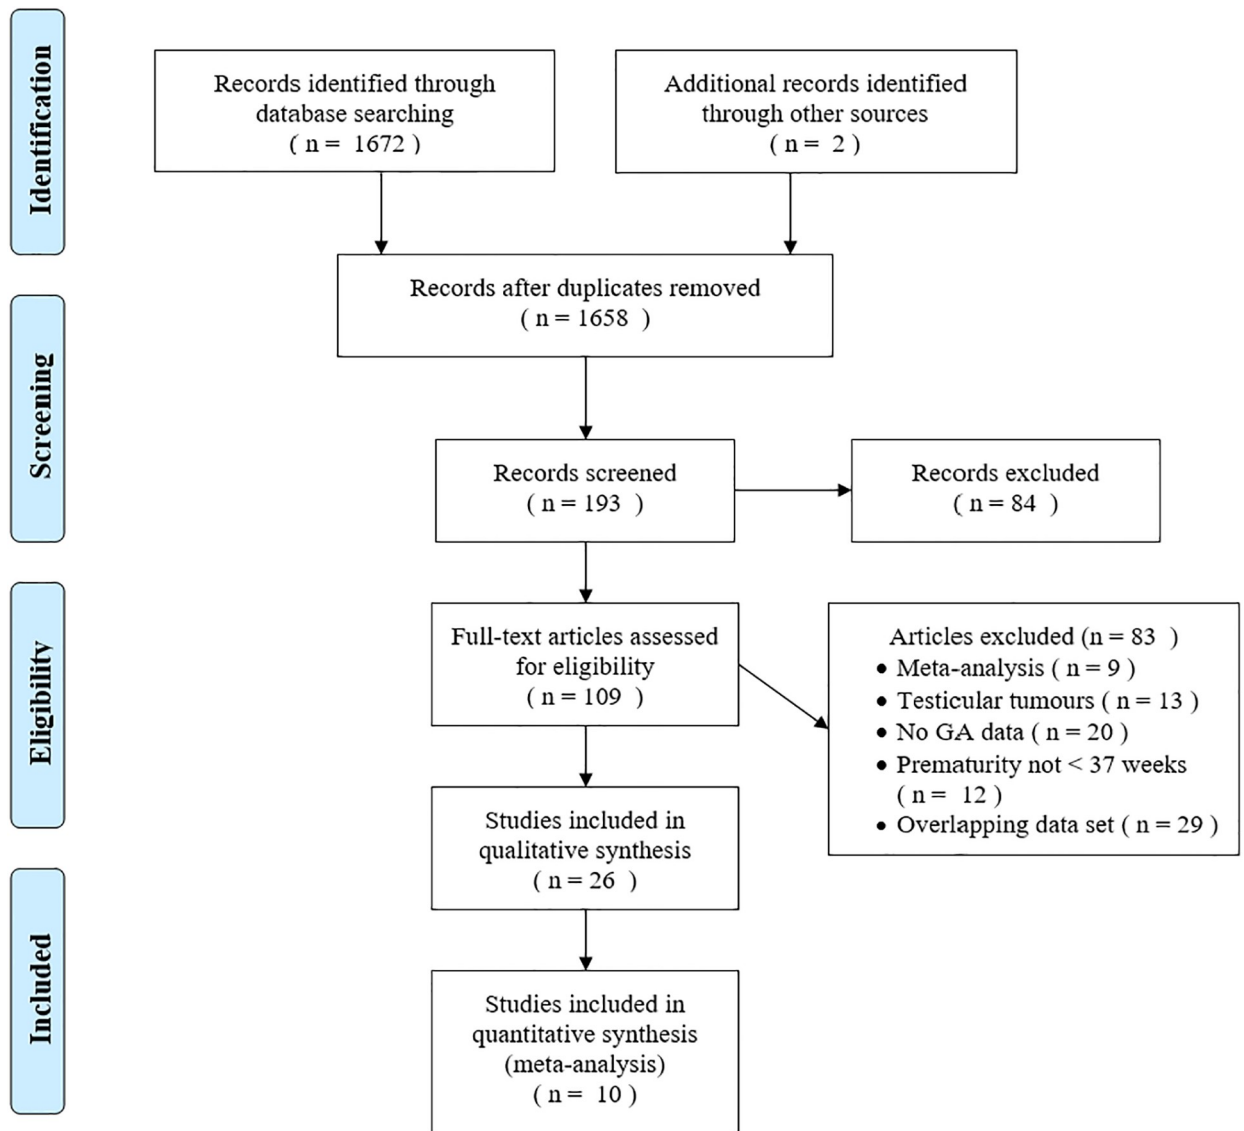 Identification
Records identified through
database searching
( n = 1672 )
Additional records identified
through other sources
( n = 2 )
Records after duplicates removed
( n = 1658 )
Screening
Records screened
( n = 193 )
Records excluded
( n = 84 )
Eligibility
Full-text articles assessed
for eligibility
( n = 109 )
Articles excluded (n = 83 )
• Meta-analysis ( n = 9 )
• Testicular tumours ( n = 13 )
• No GA data ( n = 20 )
• Prematurity not < 37 weeks
( n = 12 )
• Overlapping data set ( n = 29 )
Studies included in
qualitative synthesis
( n = 26 )
Included
Studies included in
quantitative synthesis
(meta-analysis)
( n = 10 )